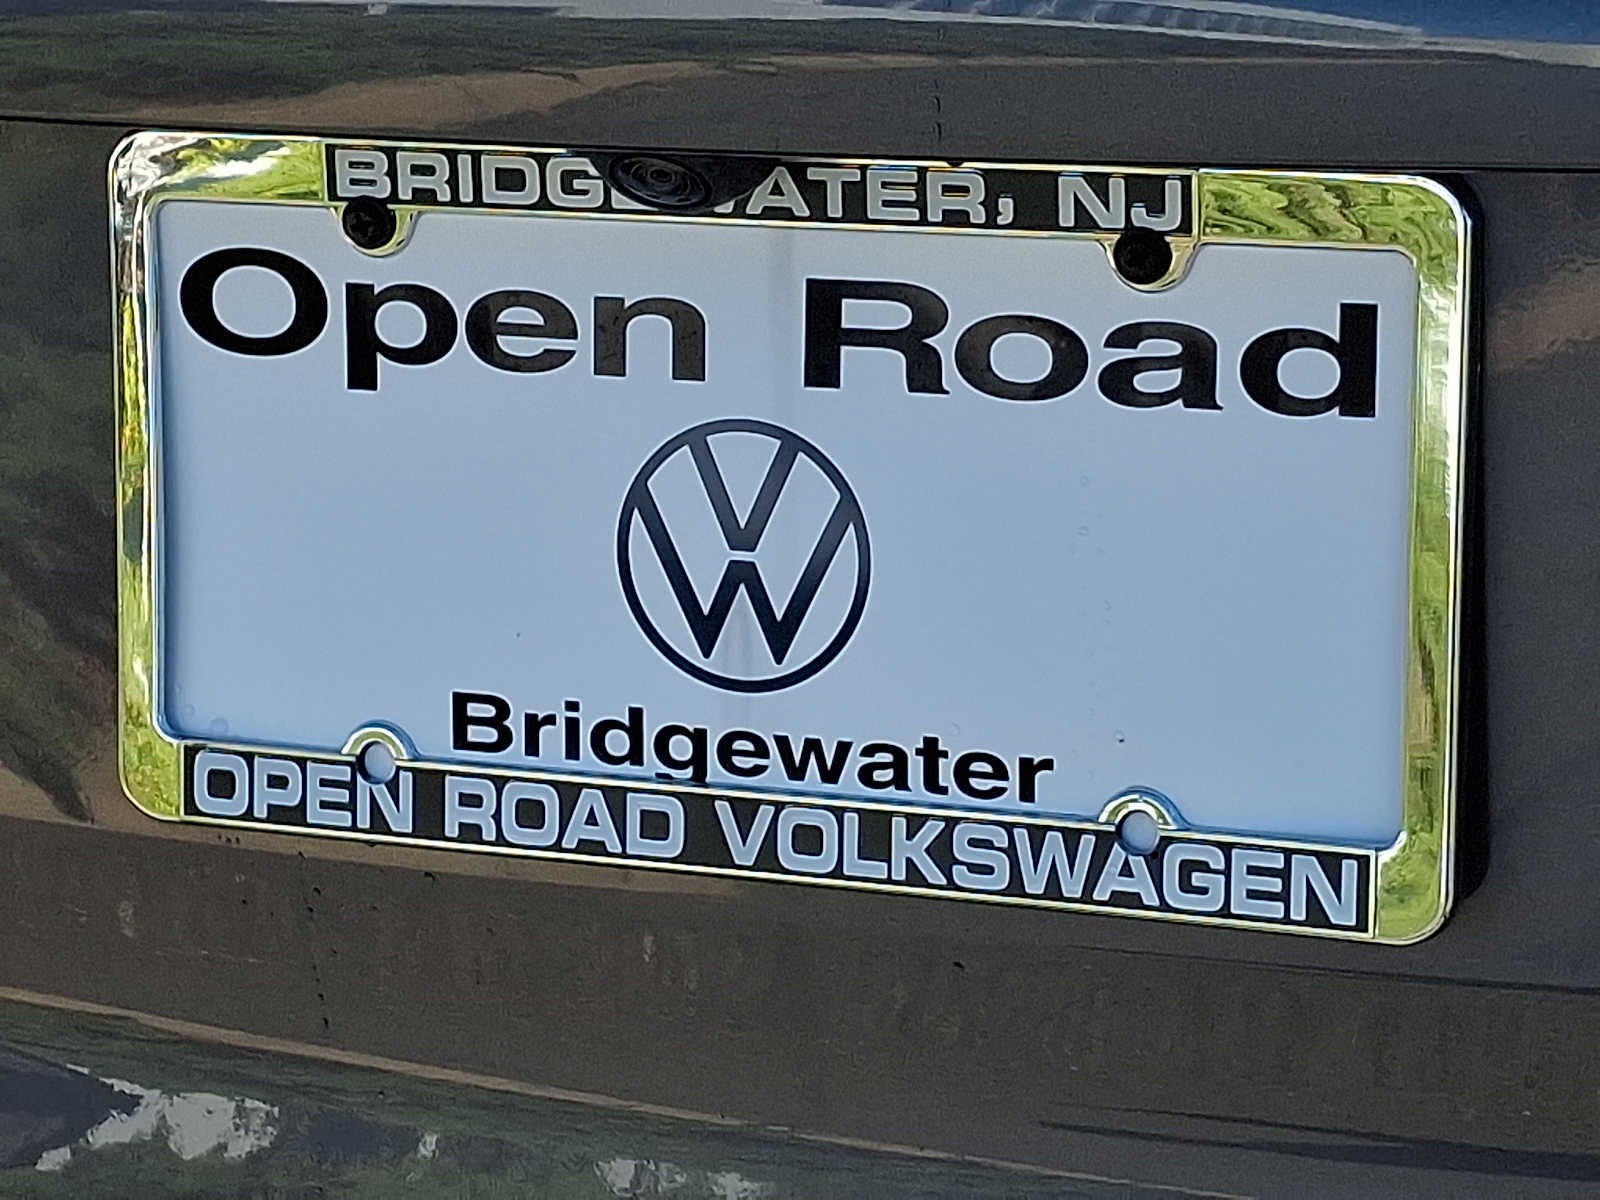 BRIDGEWATER, NJ
Open Road
Bridgewater
OPEN ROAD VOLKSWAGEN